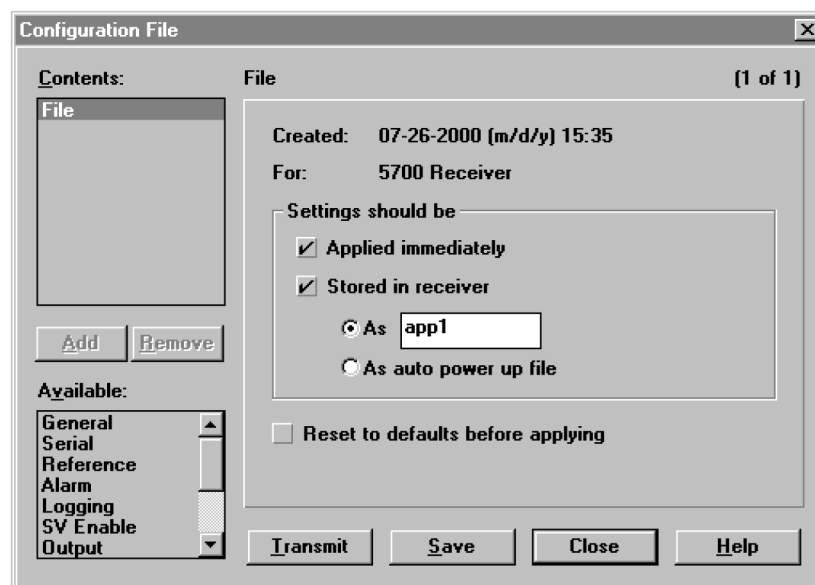 Configuration File
Contents:
File
Add
Remove
Available:
General
Serial
Reference
Alarm
Logging
SV Enable
Output
File
(1 of 1)
Created: 07-26-2000 (m/d/y) 15:35
For: 5700 Receiver
Settings should be
Applied immediately
Stored in receiver
As app1
As auto power up file
Reset to defaults before applying
Transmit
Save
Close
Help